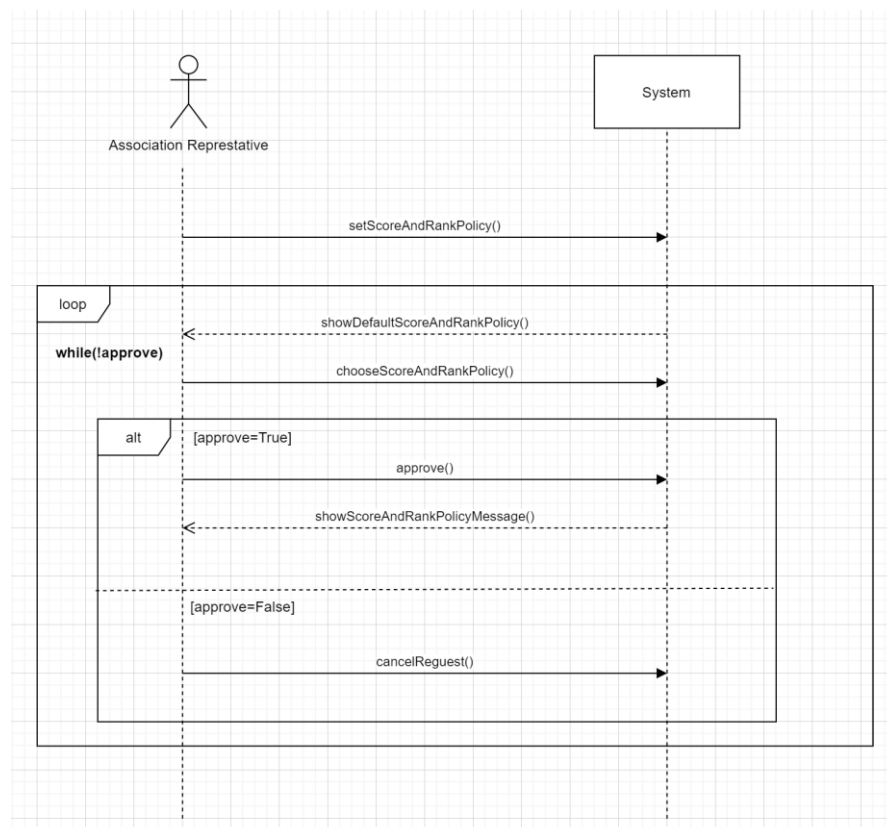 System
Association Represtative
setScoreAndRankPolicy()
loop
showDefaultScoreAndRankPolicy()
while(!approve)
chooseScoreAndRankPolicy()
alt
[approve=True]
approve()
showScoreAndRankPolicyMessage()
[approve=False]
cancelReguest()